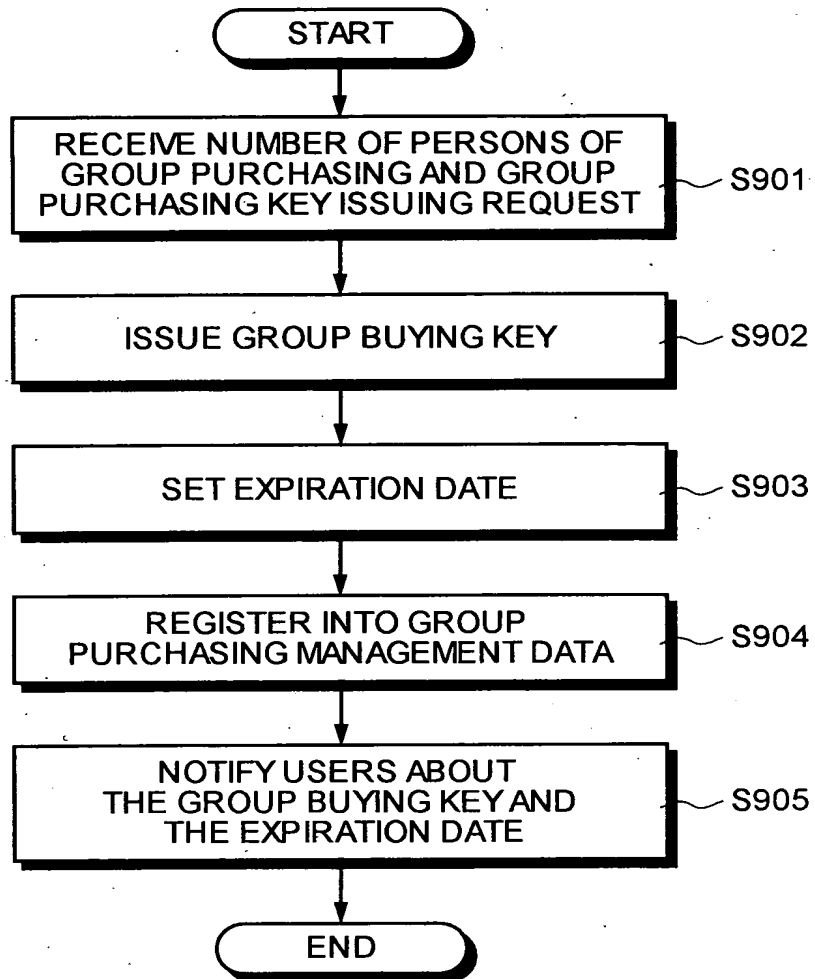 START
RECEIVE NUMBER OF PERSONS OF
GROUP PURCHASING AND GROUP
PURCHASING KEY ISSUING REQUEST
S901
ISSUE GROUP BUYING KEY
S902
SET EXPIRATION DATE
S903
REGISTER INTO GROUP
PURCHASING MANAGEMENT DATA
S904
NOTIFY USERS ABOUT
THE GROUP BUYING KEY AND
THE EXPIRATION DATE
S905
END